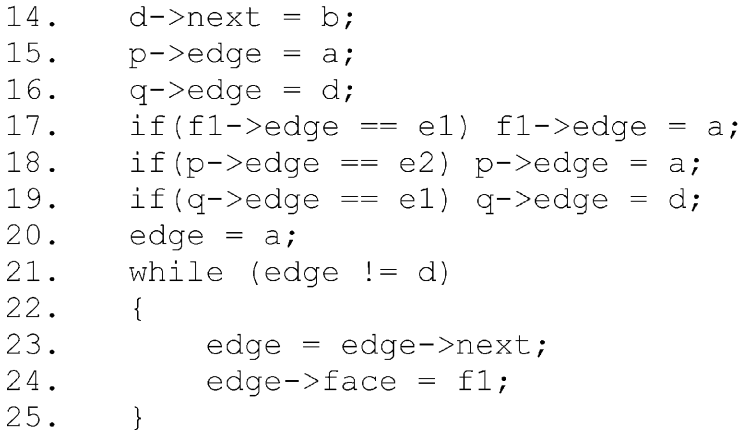 14.    d->next = b;
15.    p->edge = a;
16.    q->edge = d;
17.    if(f1->edge == e1) f1->edge = a;
18.    if(p->edge == e2) p->edge = a;
19.    if(q->edge == e1) q->edge = d;
20.    edge = a;
21.    while (edge != d)
22.    {
23.        edge = edge->next;
24.        edge->face = f1;
25.    }